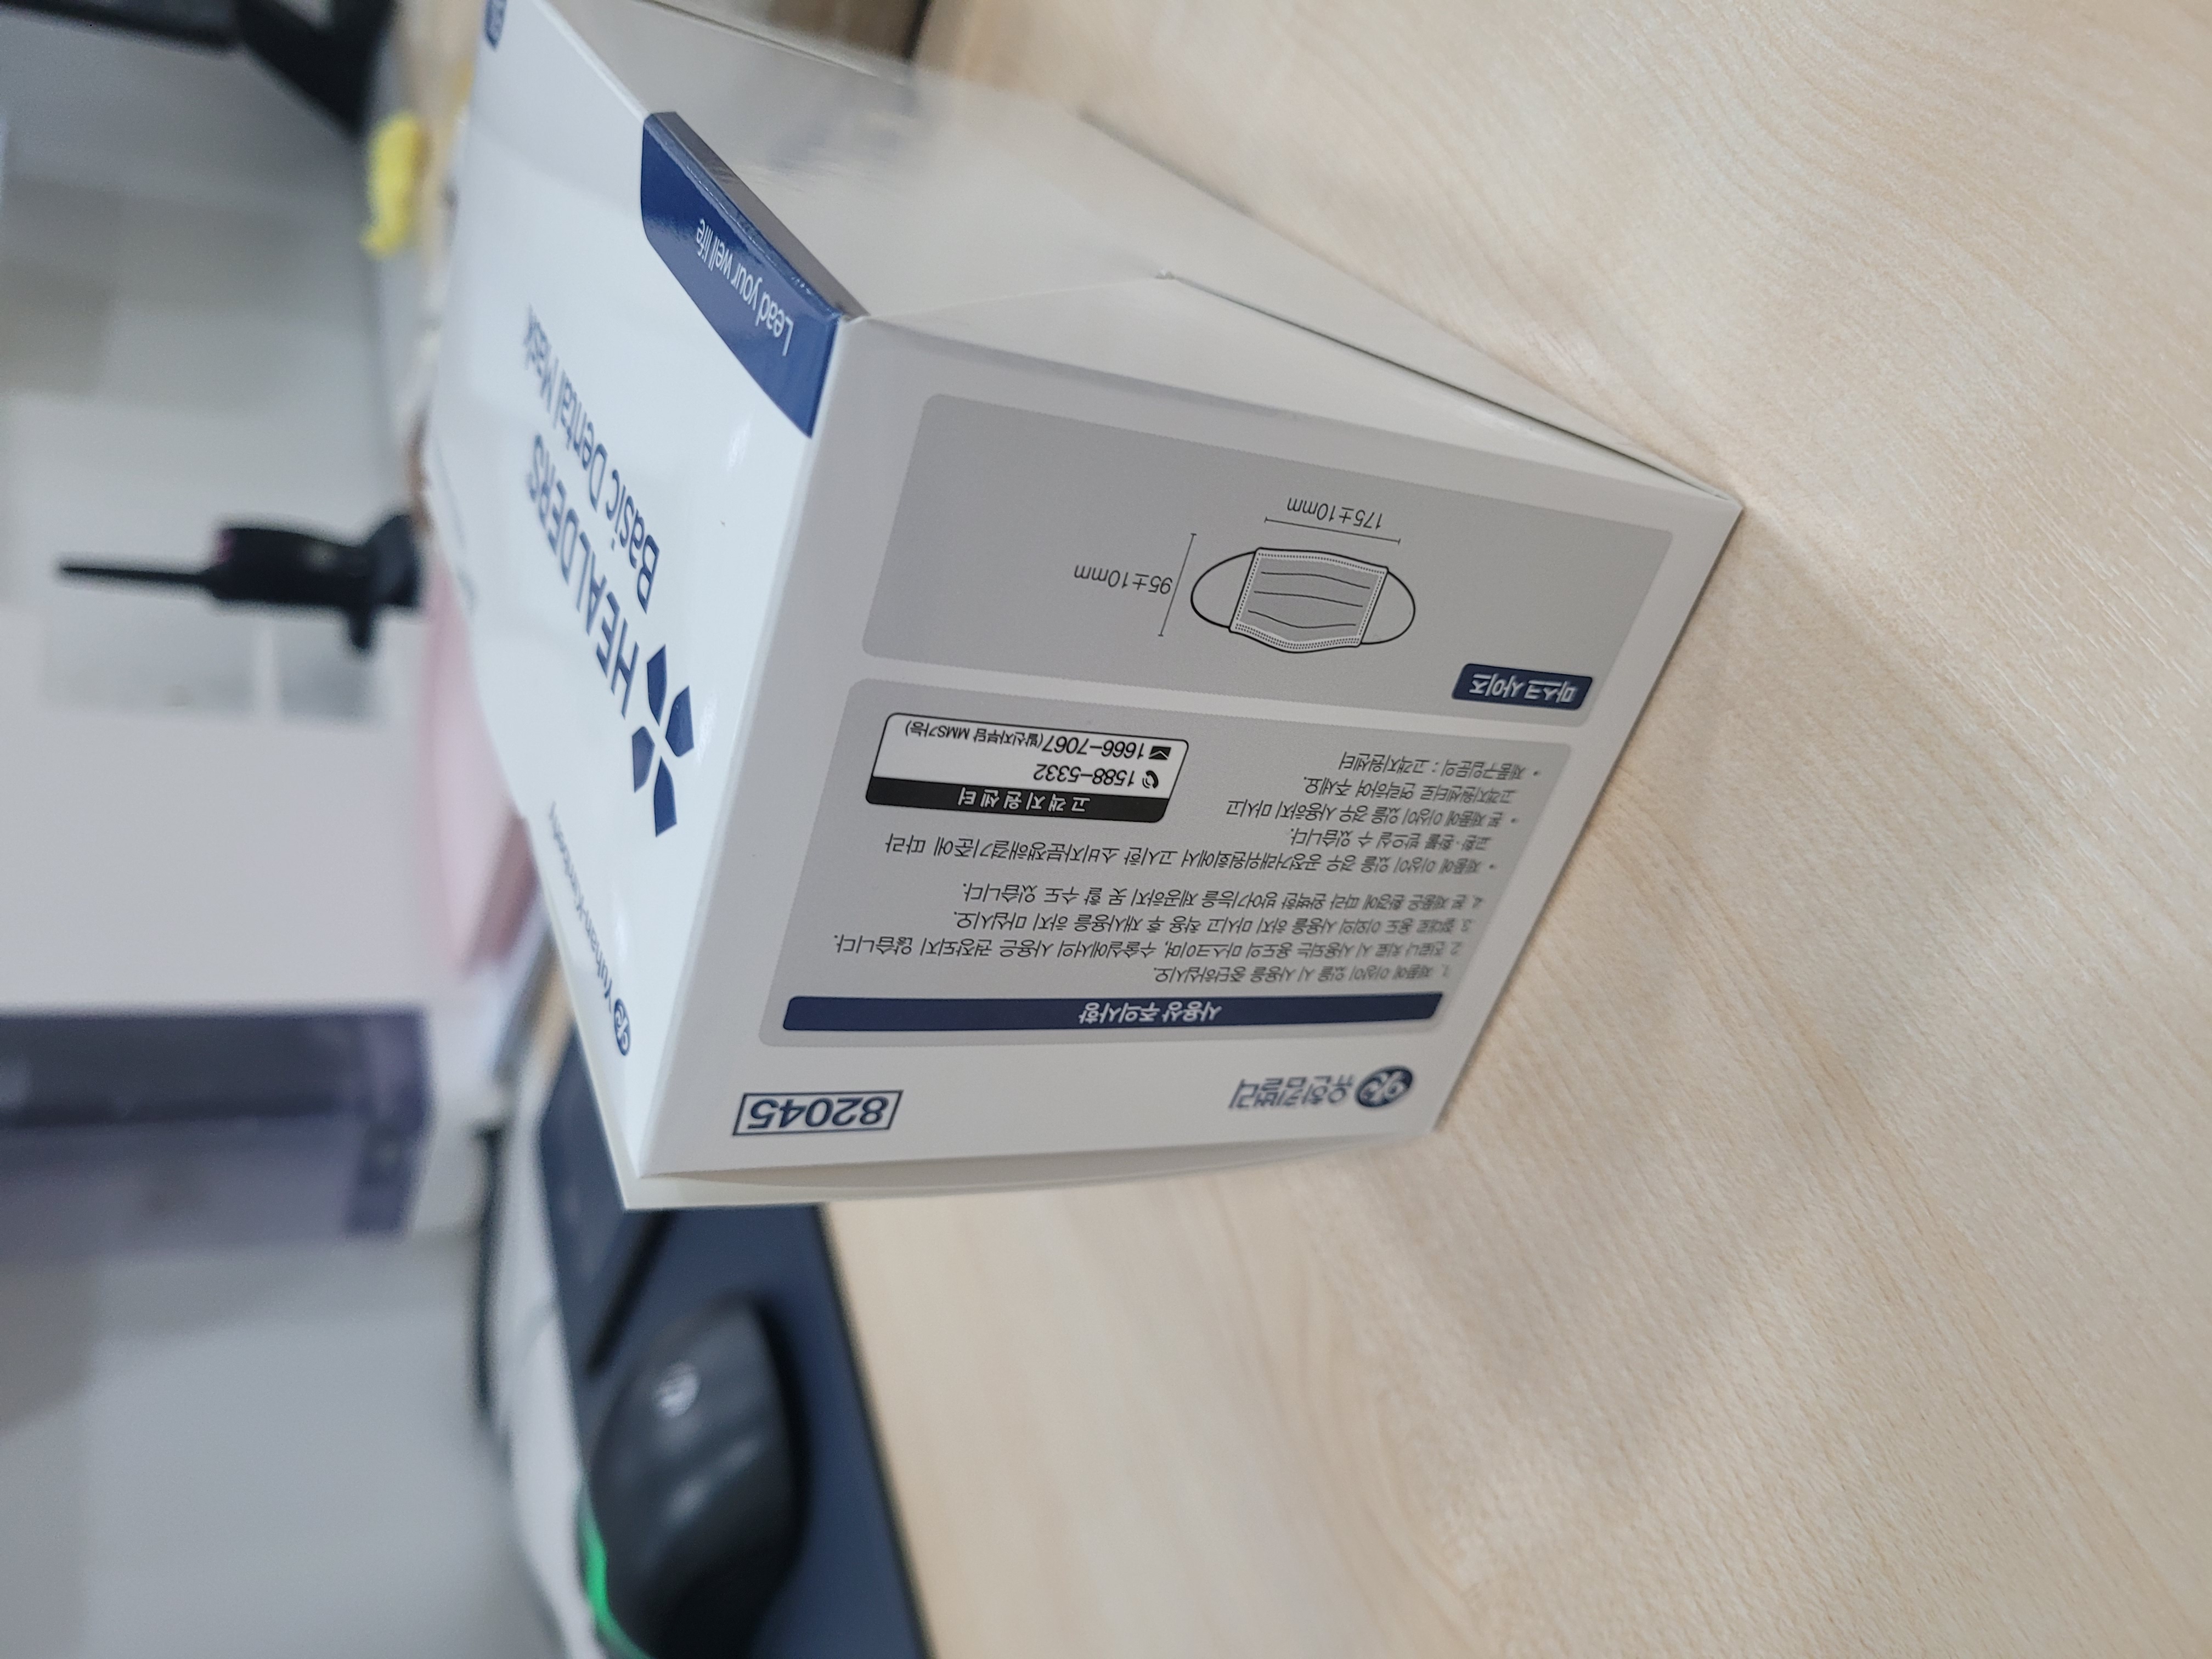 Yuhan-Kimberly
HEALDERS
Basic Dental Mask
Lead your well life
유한킴벌리
82045
사용상 주의사항
1. 제품에 이상이 있을 시 사용을 중단하십시오.
2. 진료나 치료 시 사용되는 용도의 마스크이며, 수술실에서의 사용은 권장되지 않습니다.
3. 절대로 용도 이외의 사용을 하지 마시고 착용 후 재사용을 하지 마십시오.
4. 본 제품은 환경에 따라 완벽한 방어기능을 제공하지 못 할 수도 있습니다.
• 제품에 이상이 있을 경우 공정거래위원회에서 고시한 소비자분쟁해결기준에 따라
교환·환불 받으실 수 있습니다.
• 본 제품에 이상이 있을 경우 사용하지 마시고
고객지원센터로 연락하여 주세요.
• 제품구입문의 : 고객지원센터
고객지원센터
1588-5332
1666-7067(발신자부담 MMS가능)
마스크 사이즈
95±10mm
175±10mm